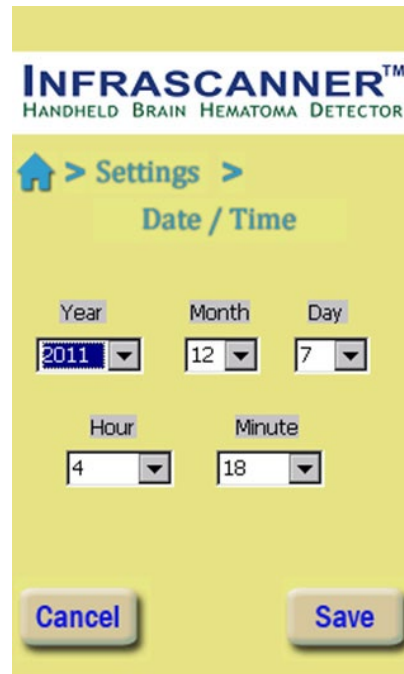 INFRASCANNER™
HANDHELD BRAIN HEMATOMA DETECTOR
> Settings >
Date / Time
Year Month Day
2011 12 7
Hour Minute
4 18
Cancel Save